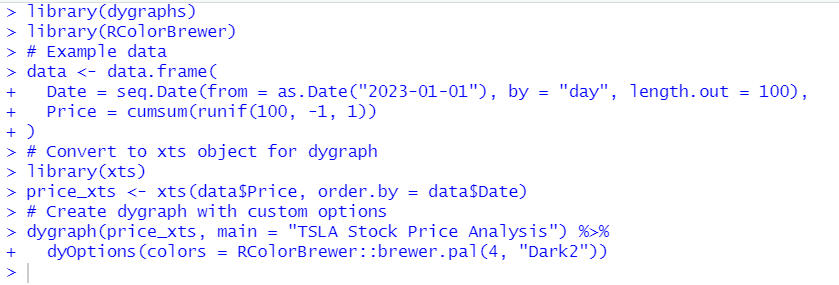 > library(dygraphs)
> library(RColorBrewer)
> # Example data
> data <- data.frame(
+   Date = seq.Date(from = as.Date("2023-01-01"), by = "day", length.out = 100),
+   Price = cumsum(runif(100, -1, 1))
+ )
> # Convert to xts object for dygraph
> library(xts)
> price_xts <- xts(data$Price, order.by = data$Date)
> # Create dygraph with custom options
> dygraph(price_xts, main = "TSLA Stock Price Analysis") %>%
+   dyOptions(colors = RColorBrewer::brewer.pal(4, "Dark2"))
>